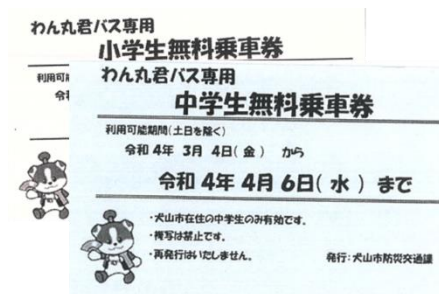 わん丸君バス専用
小学生無料乗車券
利用可
令
わん丸君バス専用
中学生無料乗車券
利用可能期間(土日を除く)
令和 4年 3月 4日( 金 ) から
令和 4年 4月 6日( 水 ) まで
・犬山市在住の中学生のみ有効です。
・複写は禁止です。
・再発行はいたしません。 発行:犬山市防災交通課